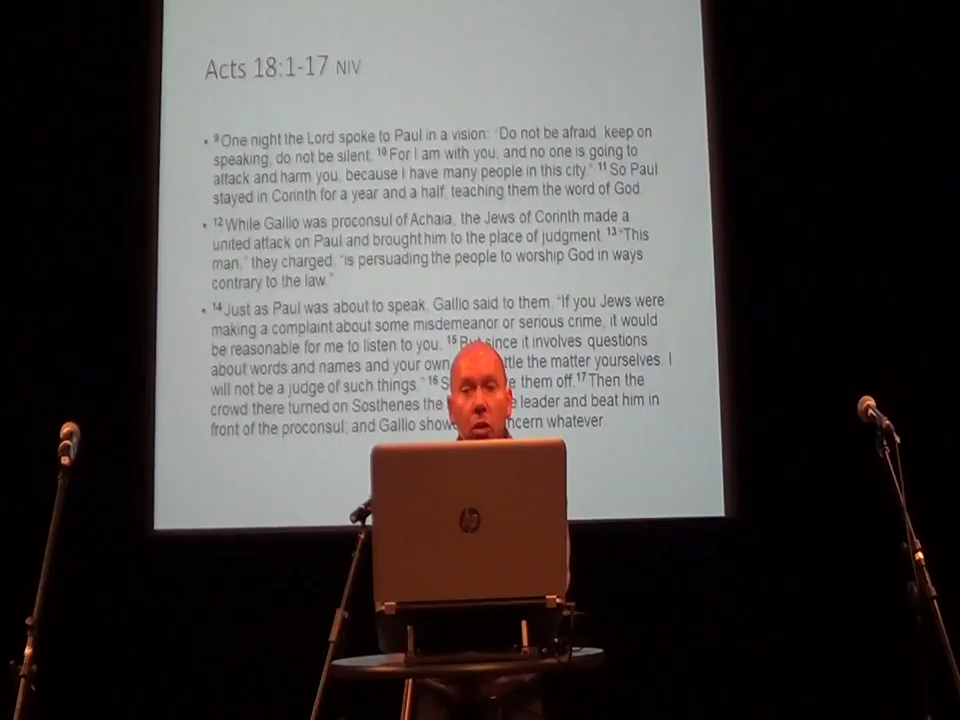 Acts 18:1-17 NIV
• ⁹ One night the Lord spoke to Paul in a vision: "Do not be afraid, keep on
speaking, do not be silent. ¹⁰ For I am with you, and no one is going to
attack and harm you, because I have many people in this city." ¹¹ So Paul
stayed in Corinth for a year and a half, teaching them the word of God.
• ¹² While Gallio was proconsul of Achaia, the Jews of Corinth made a
united attack on Paul and brought him to the place of judgment. ¹³ "This
man," they charged, "is persuading the people to worship God in ways
contrary to the law."
• ¹⁴ Just as Paul was about to speak, Gallio said to them, "If you Jews were
making a complaint about some misdemeanor or serious crime, it would
be reasonable for me to listen to you. ¹⁵ But since it involves questions
about words and names and your own the matter yourselves. I
will not be a judge of such things." ¹⁶ them off. ¹⁷ Then the
crowd there turned on Sosthenes the leader and beat him in
front of the proconsul; and Gallio whatever.
hp